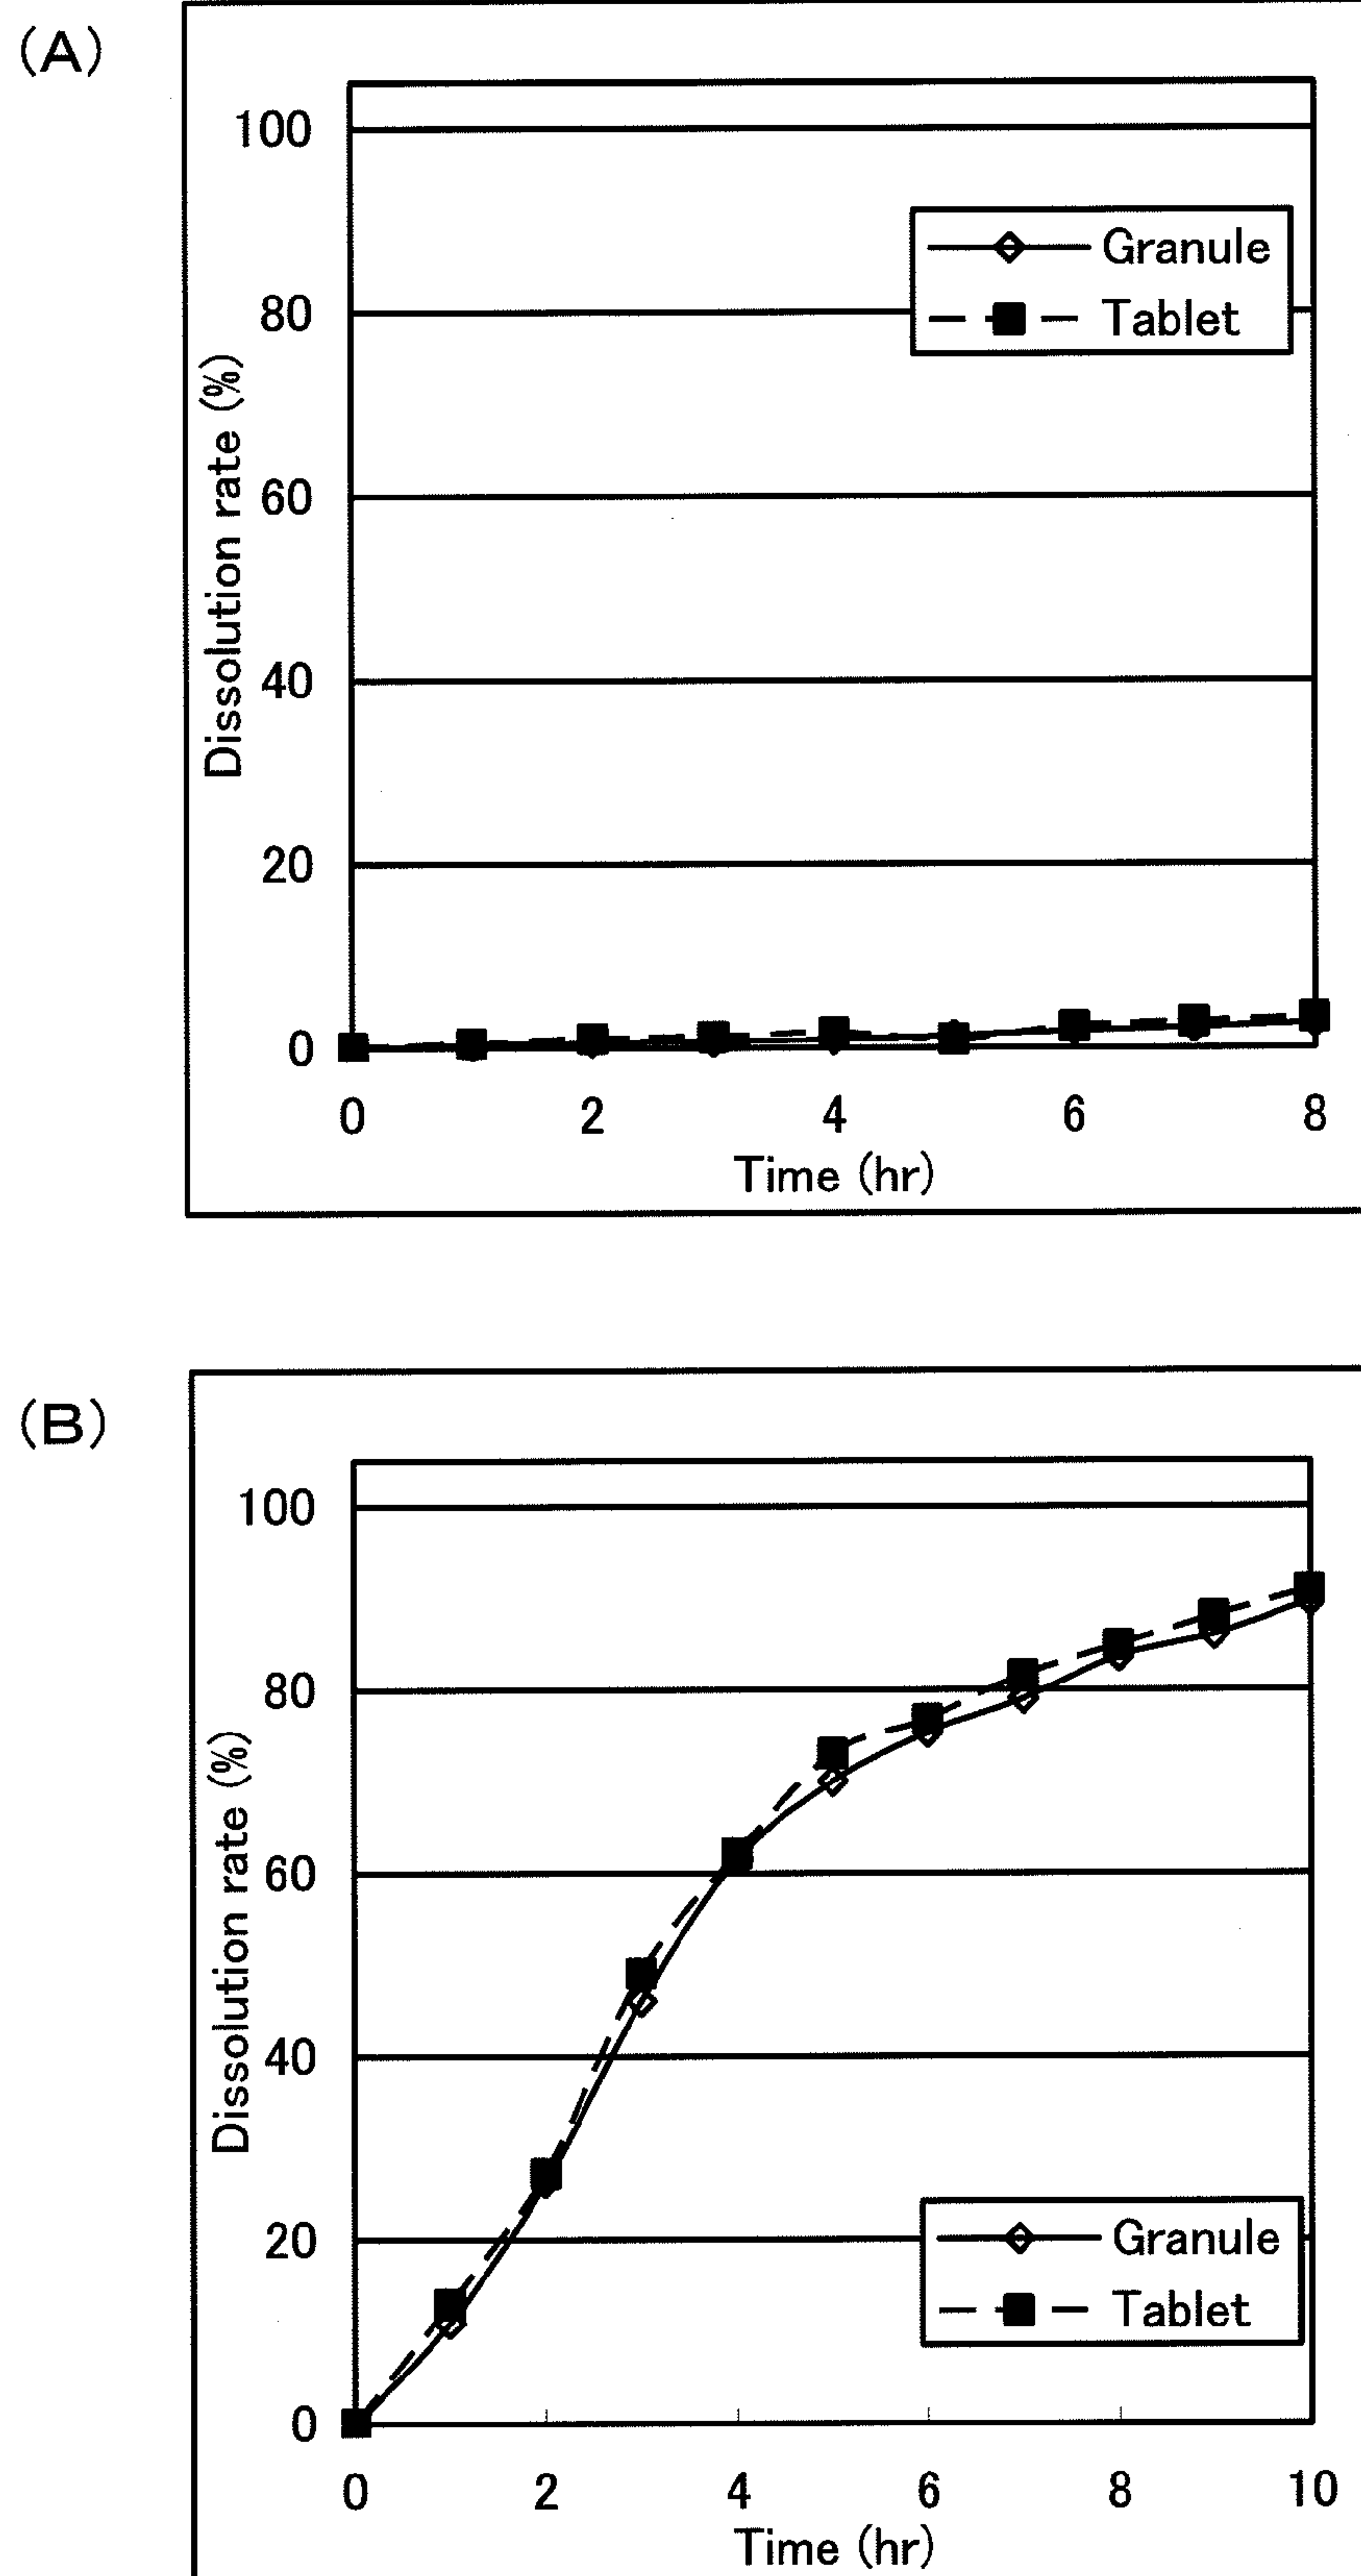 (A)
100
80
60
40
20
0
Dissolution rate (%)
Granule
Tablet
0 2 4 6 8
Time (hr)
(B)
100
80
60
40
20
0
Dissolution rate (%)
Granule
Tablet
0 2 4 6 8 10
Time (hr)